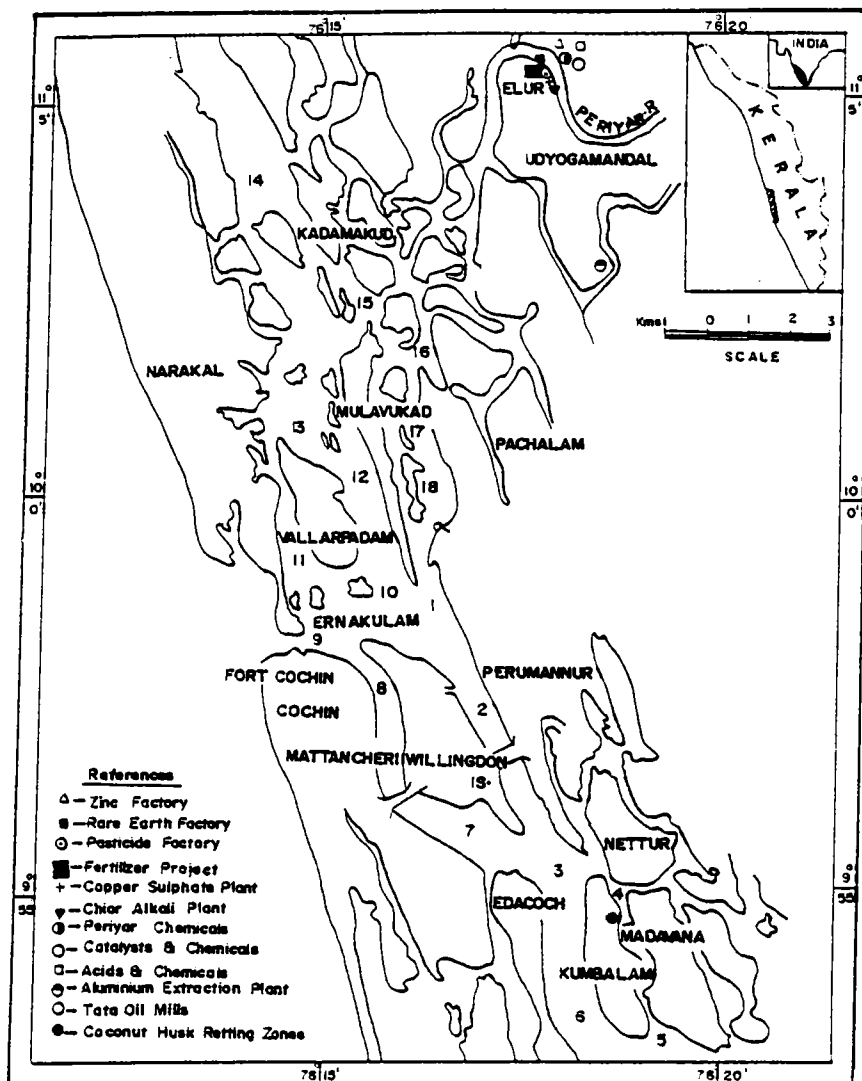 76 15'
76 20'
INDIA
KERALA
11°
5'
11°
5'
ELUR
PERIYAR-R
UDYOGAMANDAL
14
KADAMAKUD
15
Kms
0
1
2
3
SCALE
16
NARAKAL
MULAVUKAD
13
17
PACHALAM
12
18
10°
0'
10°
0'
VALLARPADAM
11
10
1
ERNAKULAM
9
FORT COCHIN
8
PERUMANNUR
COCHIN
2
MATTANCHERI
WILLINGDON
19.
7
NETTUR
3
4
EDACOCH
MADAVANA
KUMBALAM
6
5
9°
55'
9°
55
References
- Zinc Factory
- Rare Earth Factory
- Pasticide Factory
- Fertilizer Project
- Copper Sulphate Plant
- Chlor Alkali Plant
- Periyar Chemicals
- Catalysts & Chemicals
- Acids & Chemicals
- Aluminium Extraction Plant
- Tata Oil Mills
- Coconut Husk Retting Zones
76 15'
76 20'